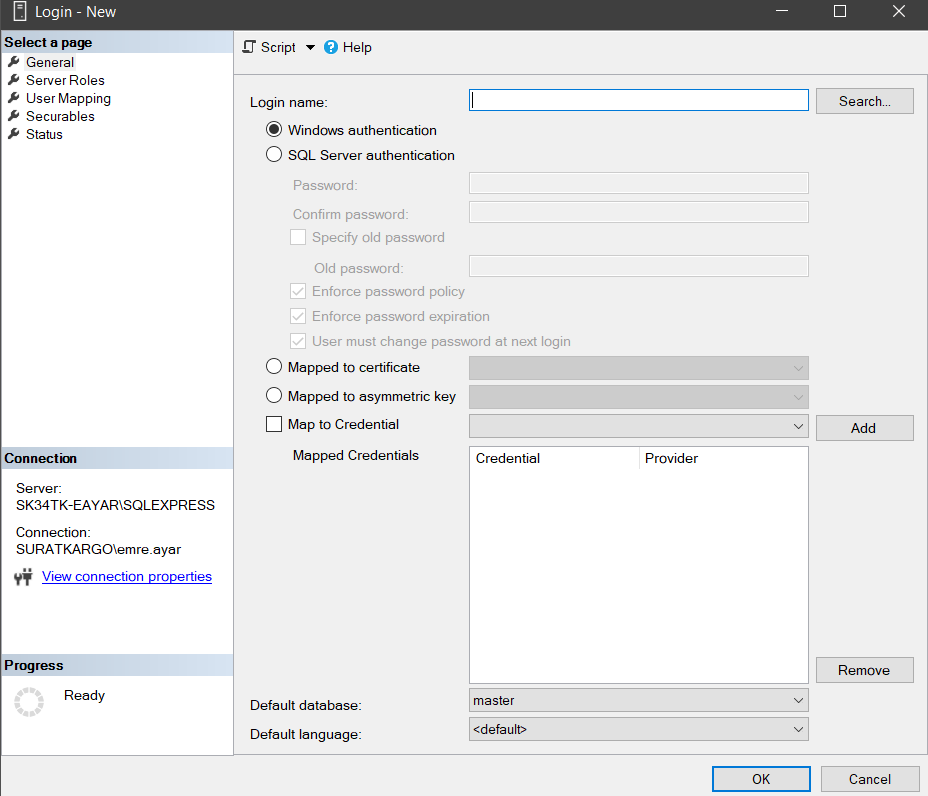 Login - New
Select a page
General
Server Roles
User Mapping
Securables
Status
Connection
Server:
SK34TK-EAYAR\SQLEXPRESS
Connection:
SURATKARGO\emre.ayar
View connection properties
Progress
Ready
Script
Help
Login name:
Search...
Windows authentication
SQL Server authentication
Password:
Confirm password:
Specify old password
Old password:
Enforce password policy
Enforce password expiration
User must change password at next login
Mapped to certificate
Mapped to asymmetric key
Map to Credential
Add
Mapped Credentials
Credential Provider
Remove
Default database: master
Default language: <default>
OK Cancel